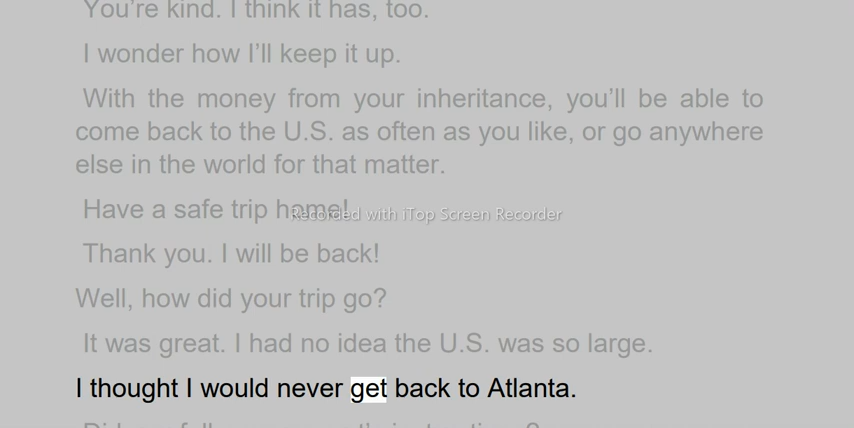 You're kind. I think it has, too.
I wonder how I'll keep it up.
With the money from your inheritance, you'll be able to
come back to the U.S. as often as you like, or go anywhere
else in the world for that matter.
Have a safe trip home!
Recorded with iTop Screen Recorder
Thank you. I will be back!
Well, how did your trip go?
It was great. I had no idea the U.S. was so large.
I thought I would never get back to Atlanta.